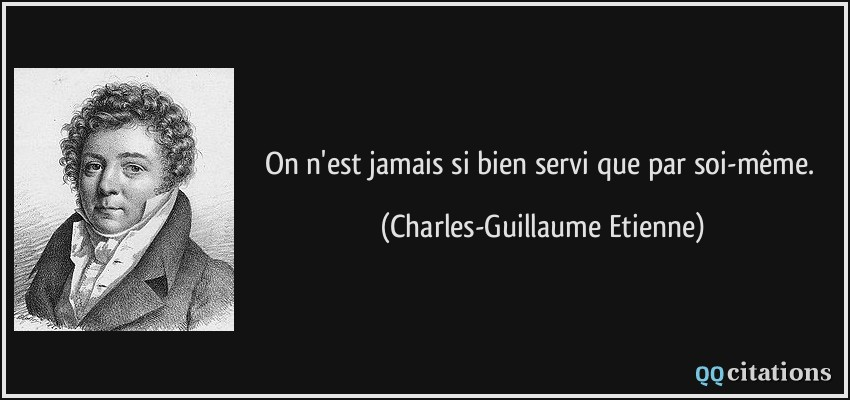 On n'est jamais si bien servi que par soi-même.
(Charles-Guillaume Etienne)
QQcitations